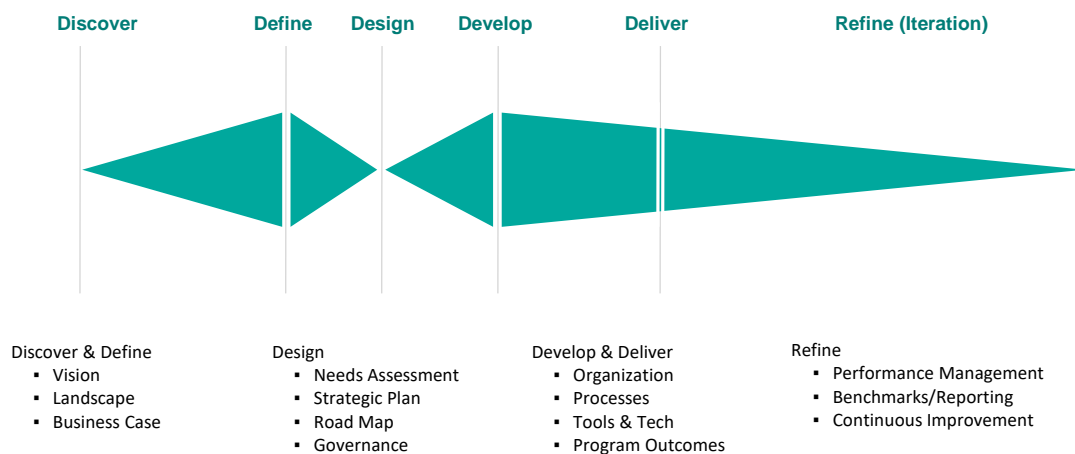 Discover Define Design Develop Deliver Refine (Iteration)
Discover & Define
▪ Vision
▪ Landscape
▪ Business Case
Design
▪ Needs Assessment
▪ Strategic Plan
▪ Road Map
▪ Governance
Develop & Deliver
▪ Organization
▪ Processes
▪ Tools & Tech
▪ Program Outcomes
Refine
▪ Performance Management
▪ Benchmarks/Reporting
▪ Continuous Improvement